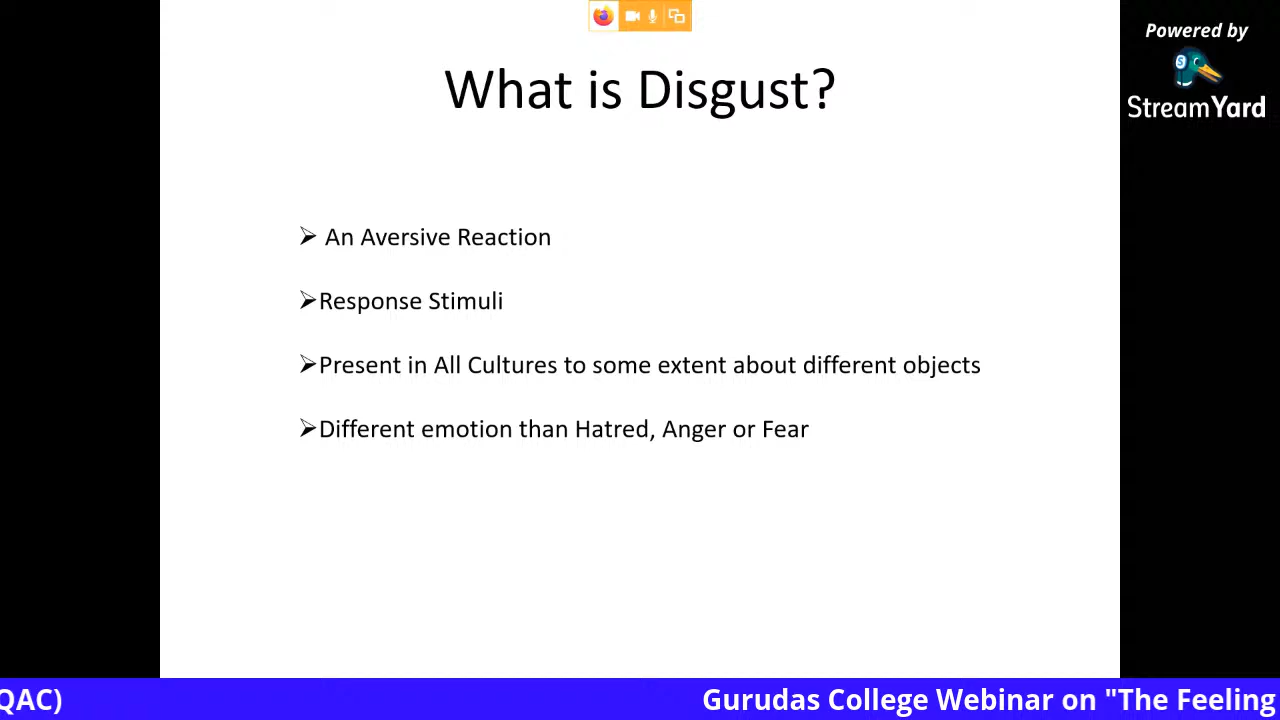 Powered by
StreamYard
What is Disgust?
An Aversive Reaction
Response Stimuli
Present in All Cultures to some extent about different objects
Different emotion than Hatred, Anger or Fear
QAC) Gurudas College Webinar on "The Feeling